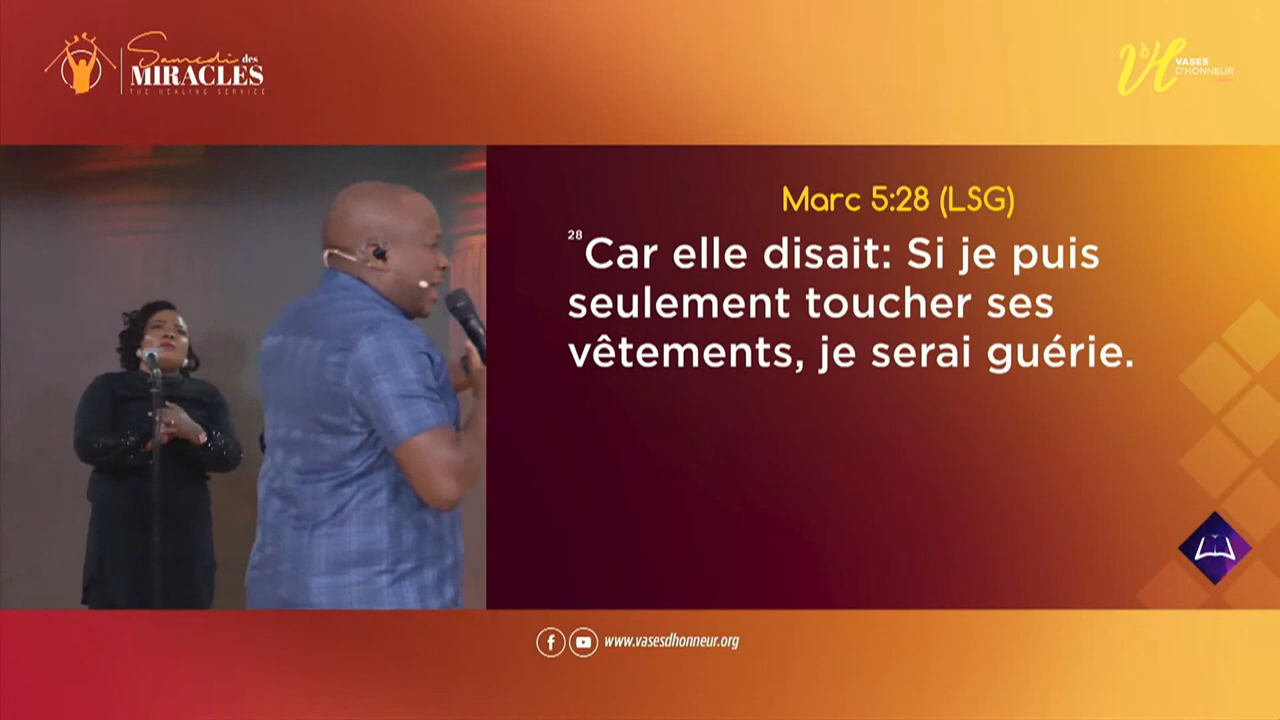 Samedi des
MIRACLES
THE HEALING SERVICE
VH
VASES
D'HONNEUR
Marc 5:28 (LSG)
28 Car elle disait: Si je puis
seulement toucher ses
vêtements, je serai guérie.
www.vasesdhonneur.org